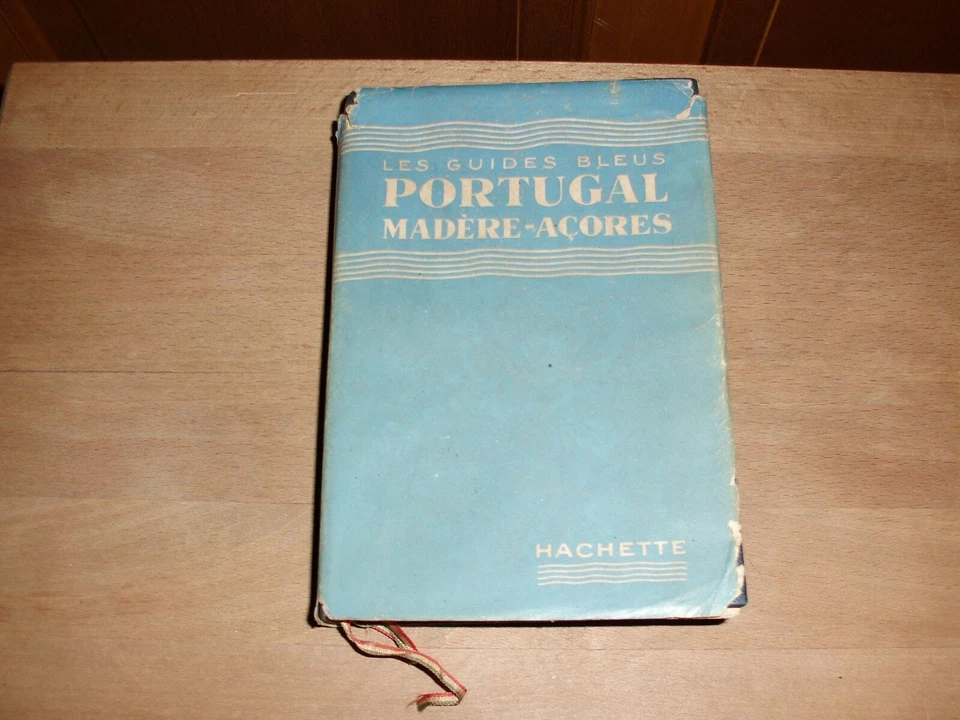 LES GUIDES BLEUS
PORTUGAL
MADÈRE-AÇORES
HACHETTE